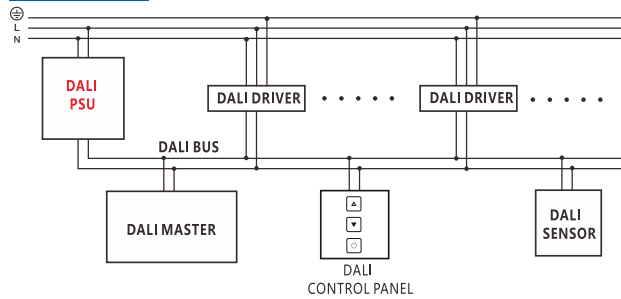 L
N
DALI
PSU
DALI DRIVER
DALI DRIVER
DALI BUS
DALI MASTER
DALI
SENSOR
DALI
CONTROL PANEL